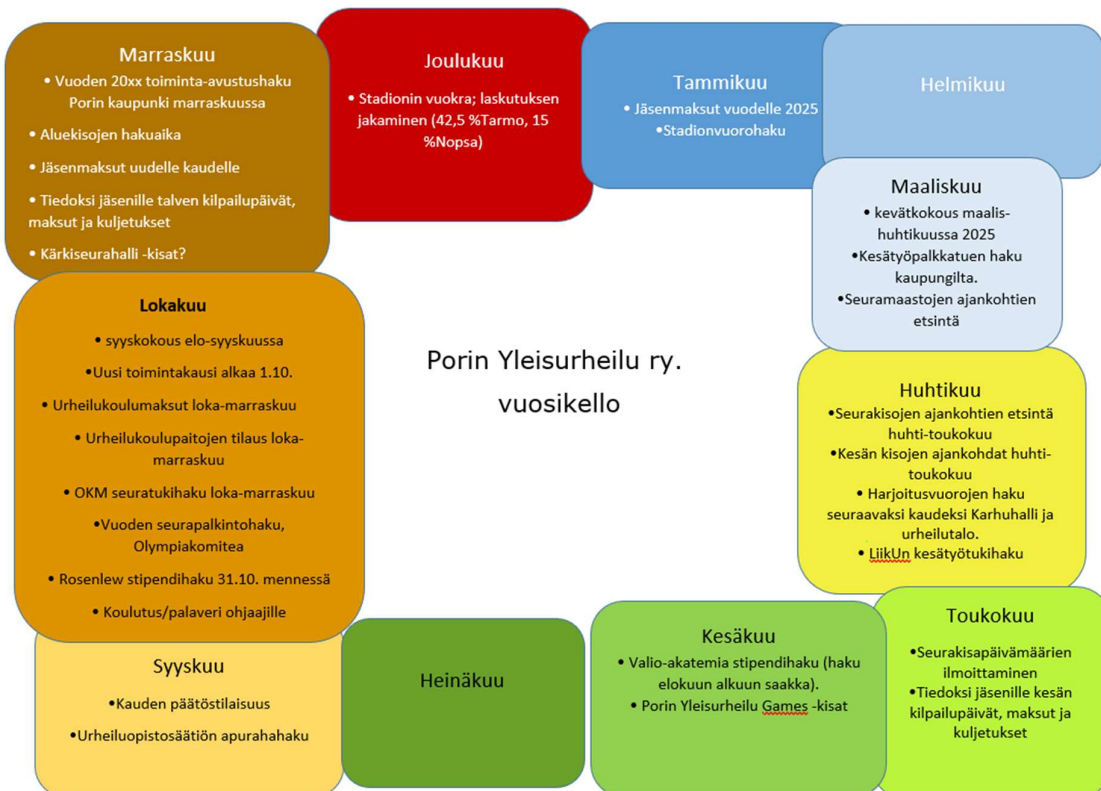 Marraskuu
• Vuoden 20xx toiminta-avustushaku
Porin kaupunki marraskuussa
• Aluekisojen hakuaika
• Jäsenmaksut uudelle kaudelle
• Tiedoksi jäsenille talven kilpailupäivät,
maksut ja kuljetukset
• Kärkiseurahalli -kisat?
Joulukuu
• Stadionin vuokra; laskutuksen
jakaminen (42,5 %Tarmo, 15
%Nopsa)
Tammikuu
• Jäsenmaksut vuodelle 2025
•Stadionvuorohaku
Helmikuu
Maaliskuu
• kevätkokous maalis-
huhtikuussa 2025
•Kesätyöpalkkatuen haku
kaupungilta.
•Seuramaastojen ajankohtien
etsintä
Huhtikuu
•Seurakisojen ajankohtien etsintä
huhti-toukokuu
•Kesän kisojen ajankohdat huhti-
toukokuu
• Harjoitusvuorojen haku
seuraavaksi kaudeksi Karhuhalli ja
urheilutalo.
• LiikUn kesätyötukihaku
Toukokuu
•Seurakisapäivämäärien
ilmoittaminen
•Tiedoksi jäsenille kesän
kilpailupäivät, maksut ja
kuljetukset
Kesäkuu
• Valio-akatemia stipendihaku (haku
elokuun alkuun saakka).
• Porin Yleisurheilu Games -kisat
Heinäkuu
Syyskuu
•Kauden päätöstilaisuus
•Urheiluopistosäätiön apurahahaku
Lokakuu
• syyskokous elo-syyskuussa
•Uusi toimintakausi alkaa 1.10.
• Urheilukoulumaksut loka-marraskuu
• Urheilukoulupaitojen tilaus loka-
marraskuu
• OKM seuratukihaku loka-marraskuu
•Vuoden seurapalkintohaku,
Olympiakomitea
• Rosenlew stipendihaku 31.10. mennessä
• Koulutus/palaveri ohjaajille
Porin Yleisurheilu ry.
vuosikello